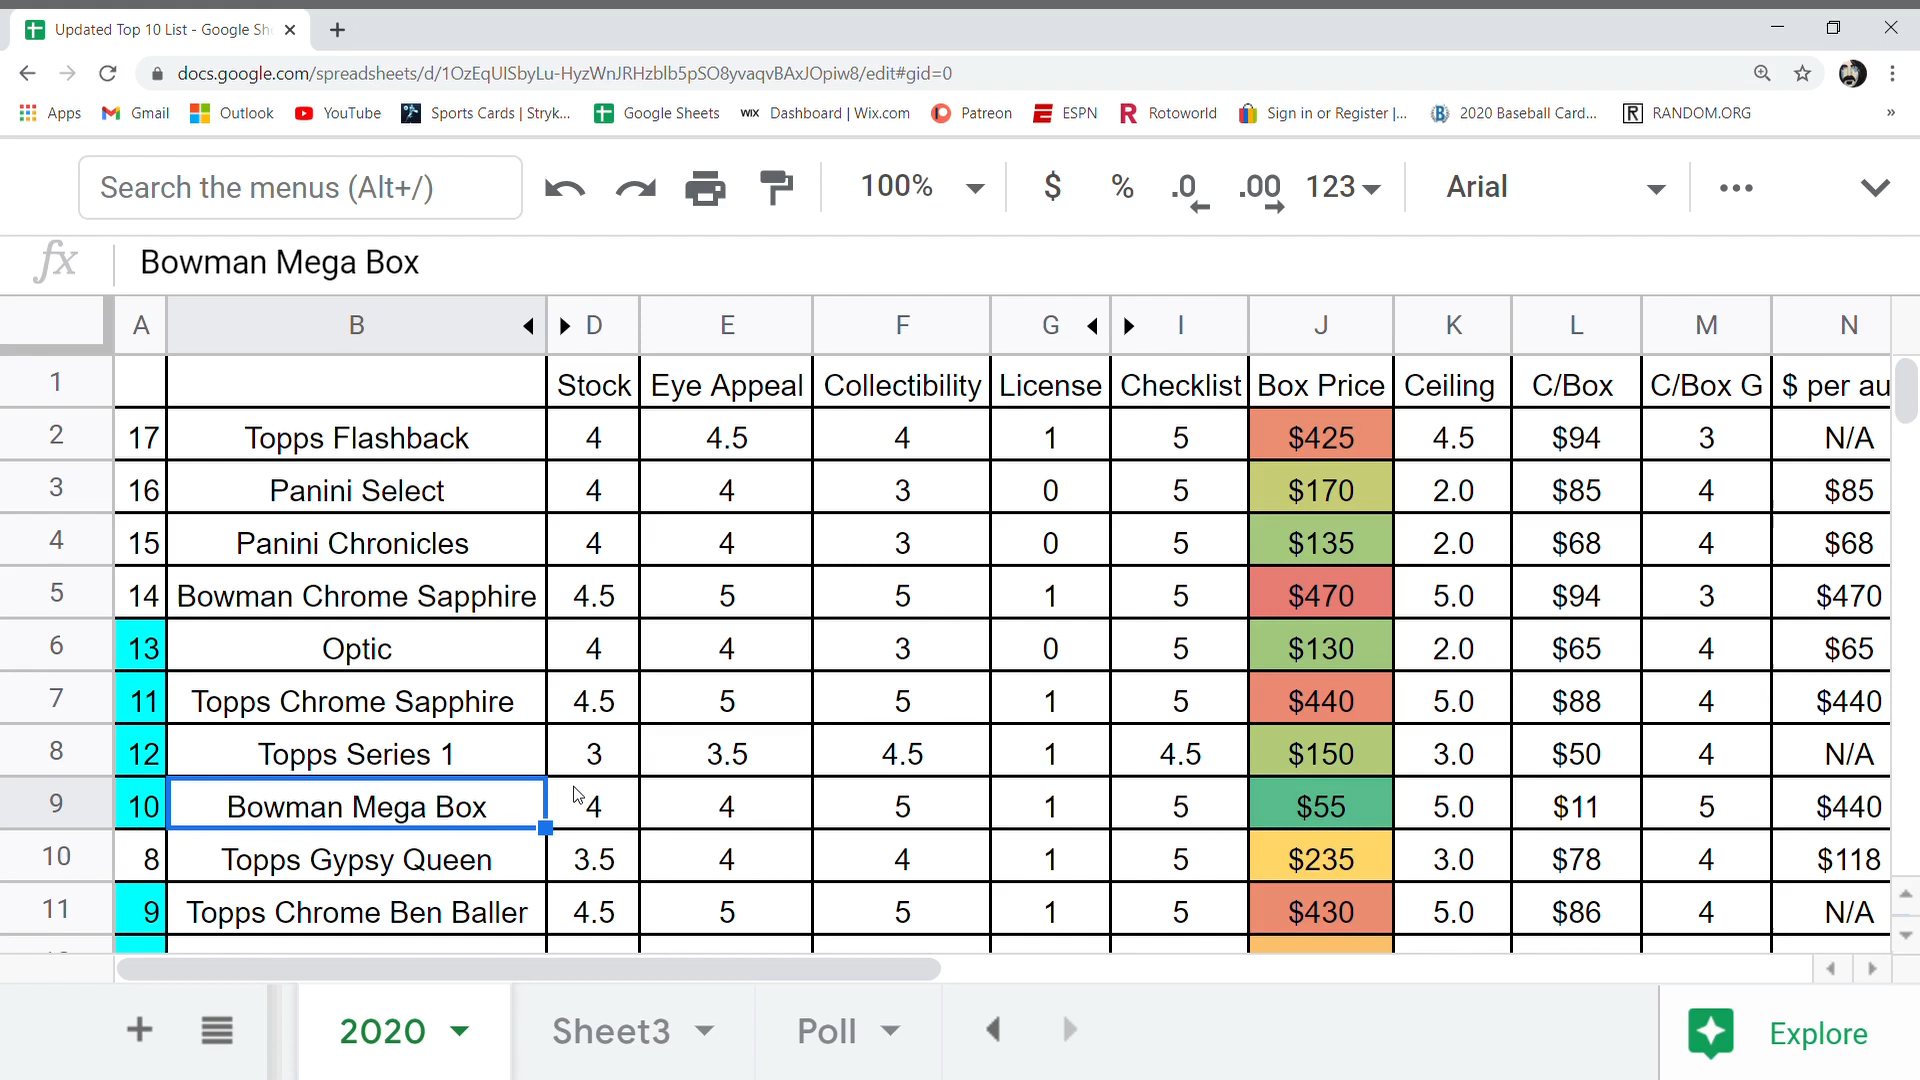 Updated Top 10 List - Google Sh
docs.google.com/spreadsheets/d/1OzEqUISbyLu-HyzWnJRHzblb5pSO8yvaqvBAxJOpiw8/edit#gid=0
Apps Gmail Outlook YouTube Sports Cards | Stryk... Google Sheets WIX Dashboard | Wix.com Patreon ESPN Rotoworld Sign in or Register |... 2020 Baseball Card... RANDOM.ORG »
Search the menus (Alt+/) 100% $ % .0 .00 123 Arial
fx Bowman Mega Box
A B D E F G I J K L M N
1 Stock Eye Appeal Collectibility License Checklist Box Price Ceiling C/Box C/Box G $ per au
2 17 Topps Flashback 4 4.5 4 1 5 $425 4.5 $94 3 N/A
3 16 Panini Select 4 4 3 0 5 $170 2.0 $85 4 $85
4 15 Panini Chronicles 4 4 3 0 5 $135 2.0 $68 4 $68
5 14 Bowman Chrome Sapphire 4.5 5 5 1 5 $470 5.0 $94 3 $470
6 13 Optic 4 4 3 0 5 $130 2.0 $65 4 $65
7 11 Topps Chrome Sapphire 4.5 5 5 1 5 $440 5.0 $88 4 $440
8 12 Topps Series 1 3 3.5 4.5 1 4.5 $150 3.0 $50 4 N/A
9 10 Bowman Mega Box 4 4 5 1 5 $55 5.0 $11 5 $440
10 8 Topps Gypsy Queen 3.5 4 4 1 5 $235 3.0 $78 4 $118
11 9 Topps Chrome Ben Baller 4.5 5 5 1 5 $430 5.0 $86 4 N/A
2020 Sheet3 Poll Explore